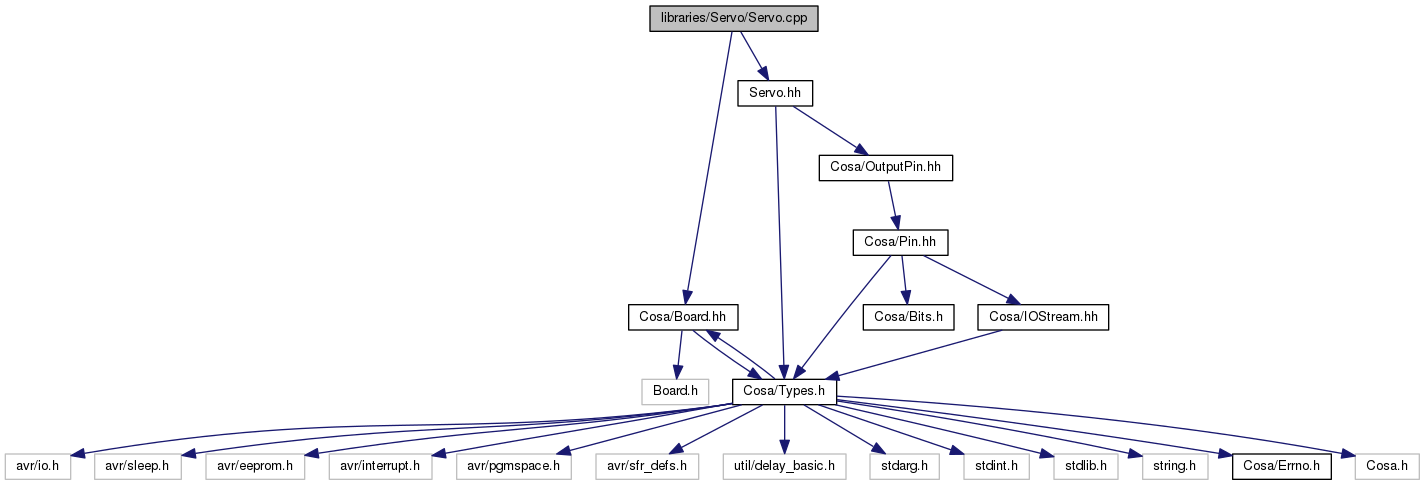 libraries/Servo/Servo.cpp
Servo.hh
Cosa/OutputPin.hh
Cosa/Pin.hh
Cosa/Board.hh
Cosa/Bits.h
Cosa/IOStream.hh
Board.h
Cosa/Types.h
avr/io.h
avr/sleep.h
avr/eeprom.h
avr/interrupt.h
avr/pgmspace.h
avr/sfr_defs.h
util/delay_basic.h
stdarg.h
stdint.h
stdlib.h
string.h
Cosa/Errno.h
Cosa.h